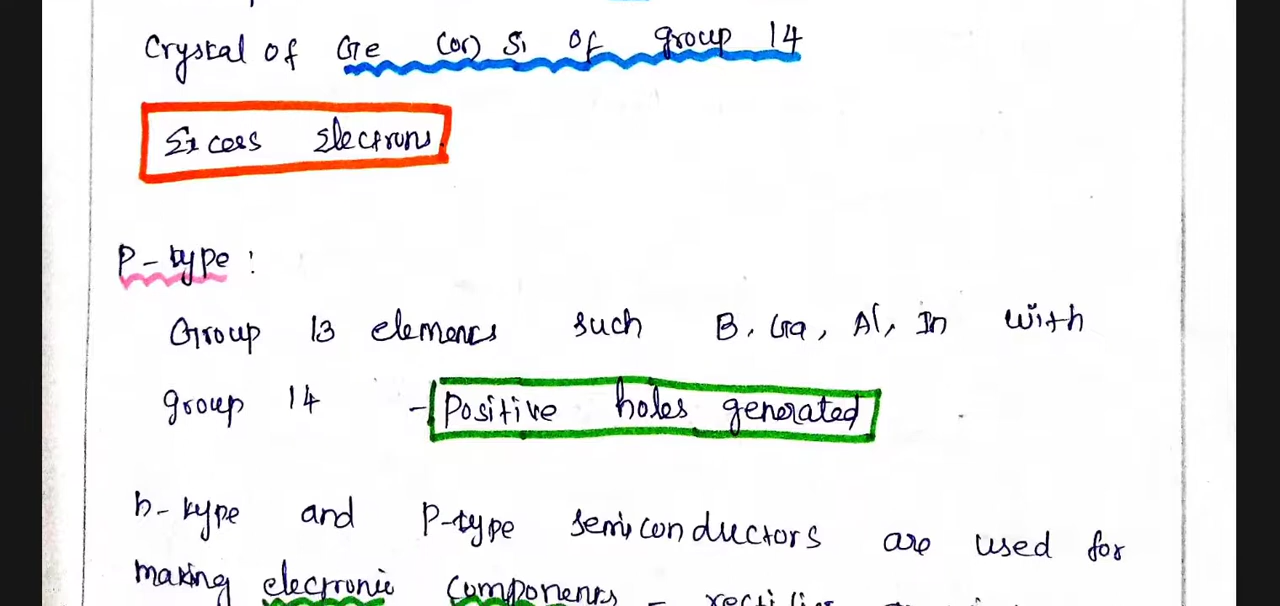 Crystal of Ge (or) Si of group 14
Excess Electrons.
P-type :
Group 13 elements such B, Ga, Al, In with
group 14 - Positive holes generated
n-type and P-type semiconductors are used for
making electronic components -